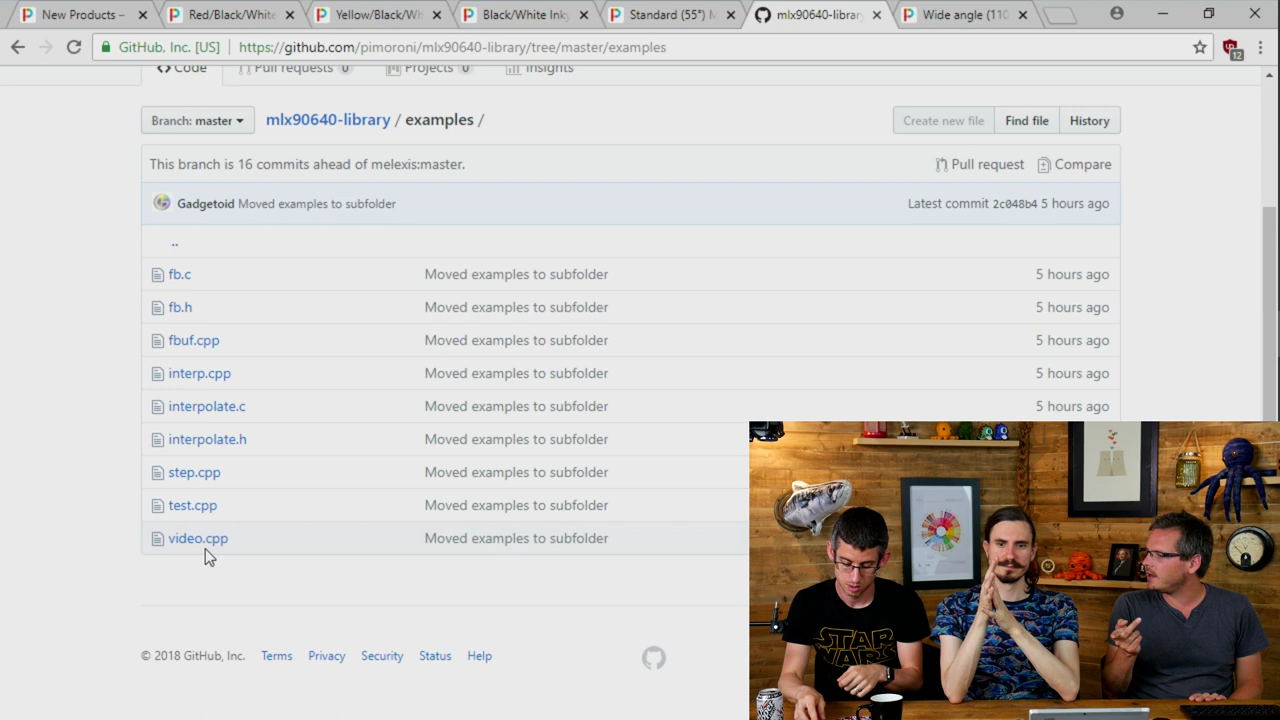 New Products –
Red/Black/White
Yellow/Black/Wh
Black/White Inky
Standard (55°) M
mlx90640-library
Wide angle (110
GitHub, Inc. [US]
https://github.com/pimoroni/mlx90640-library/tree/master/examples
12
Code
Pull requests 0
Projects 0
Insights
Branch: master
mlx90640-library / examples /
Create new file
Find file
History
This branch is 16 commits ahead of melexis:master.
Pull request
Compare
Gadgetoid Moved examples to subfolder
Latest commit 2c048b4 5 hours ago
..
fb.c Moved examples to subfolder 5 hours ago
fb.h Moved examples to subfolder 5 hours ago
fbuf.cpp Moved examples to subfolder 5 hours ago
interp.cpp Moved examples to subfolder 5 hours ago
interpolate.c Moved examples to subfolder 5 hours ago
interpolate.h Moved examples to subfolder
step.cpp Moved examples to subfolder
test.cpp Moved examples to subfolder
video.cpp Moved examples to subfolder
© 2018 GitHub, Inc.
Terms
Privacy
Security
Status
Help
STAR
WARS